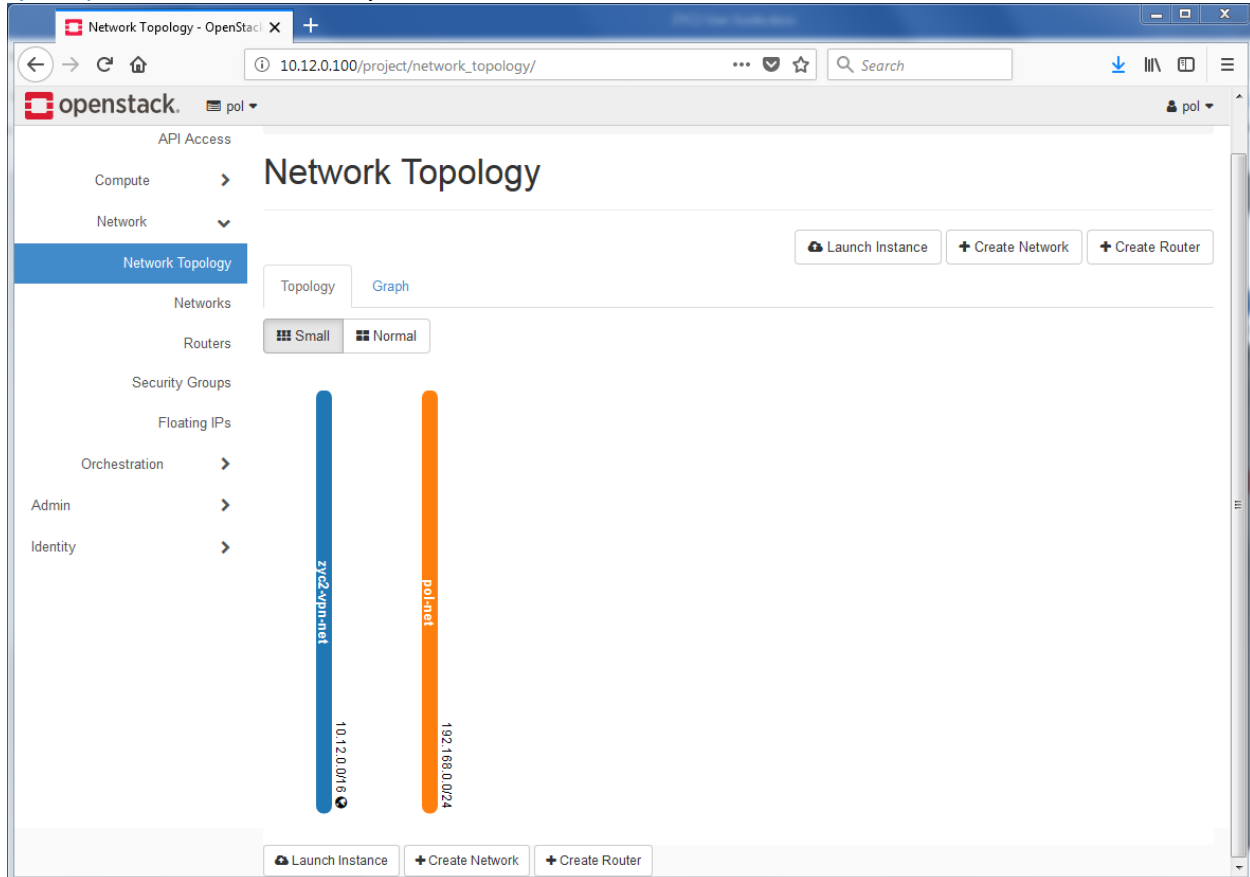 Network Topology - OpenStac
10.12.0.100/project/network_topology/
Search
openstack.
pol
pol
API Access
Compute
Network
Network Topology
Networks
Routers
Security Groups
Floating IPs
Orchestration
Admin
Identity
Network Topology
Launch Instance
Create Network
Create Router
Topology
Graph
Small
Normal
zyc2-vpn-net
10.12.0.0/16
pol-net
192.168.0.0/24
Launch Instance
Create Network
Create Router